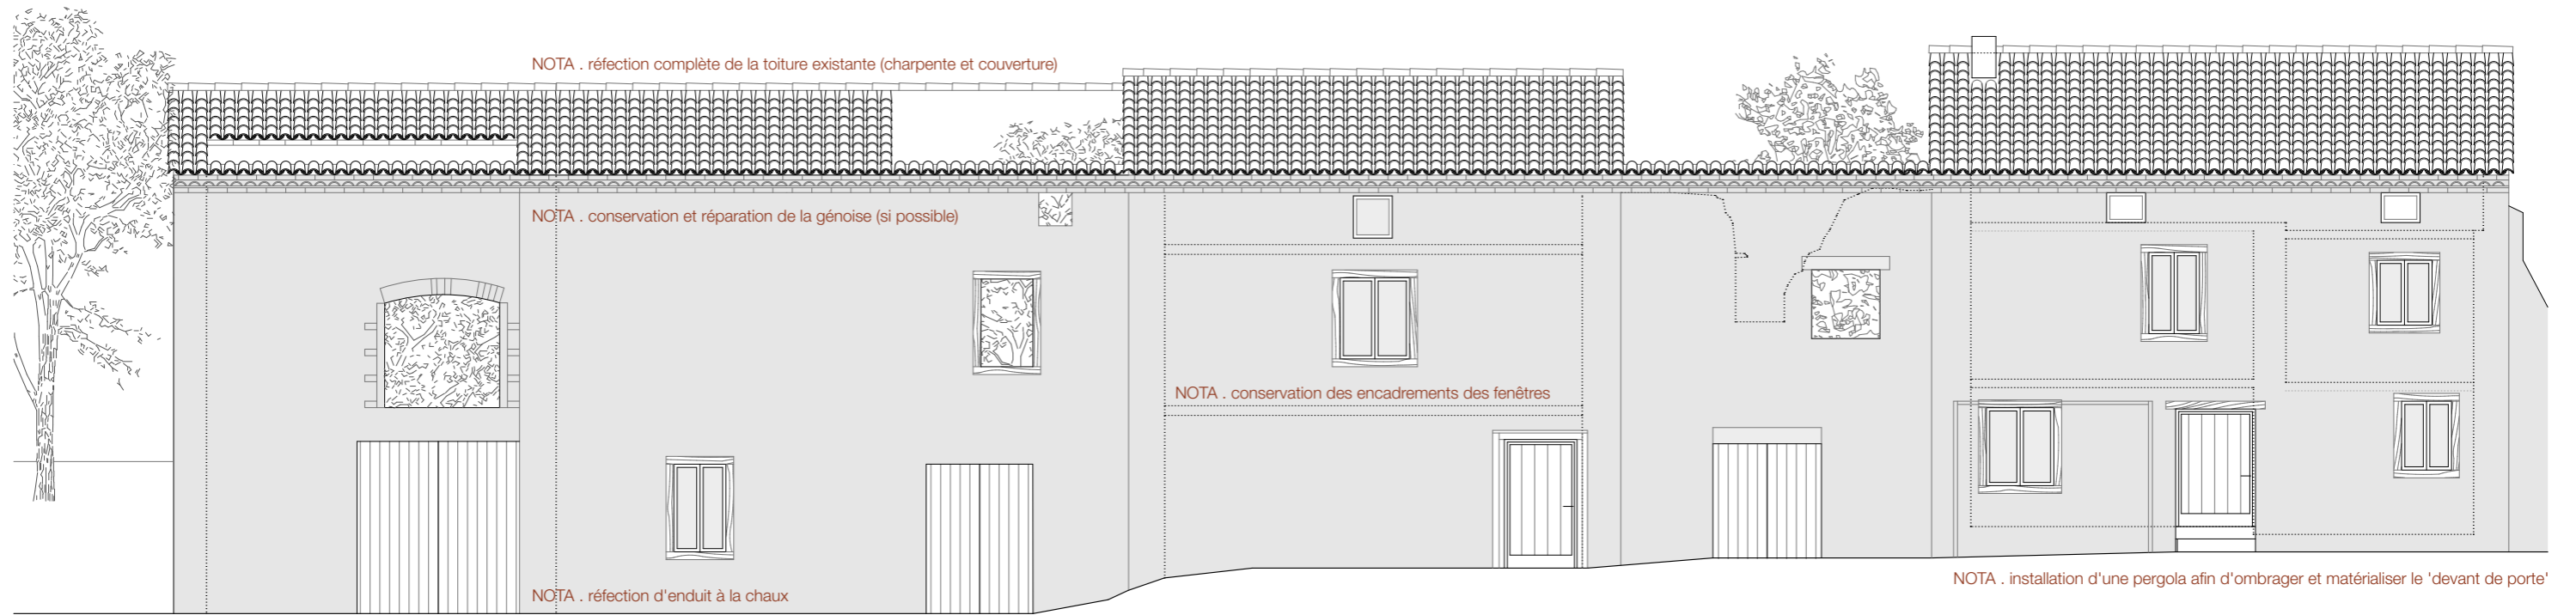 NOTA . réfection complète de la toiture existante (charpente et couverture)
NOTA . conservation et réparation de la génoise (si possible)
NOTA . conservation des encadrements des fenêtres
NOTA . installation d'une pergola afin d'ombrager et matérialiser le 'devant de porte'
NOTA . réfection d'enduit à la chaux